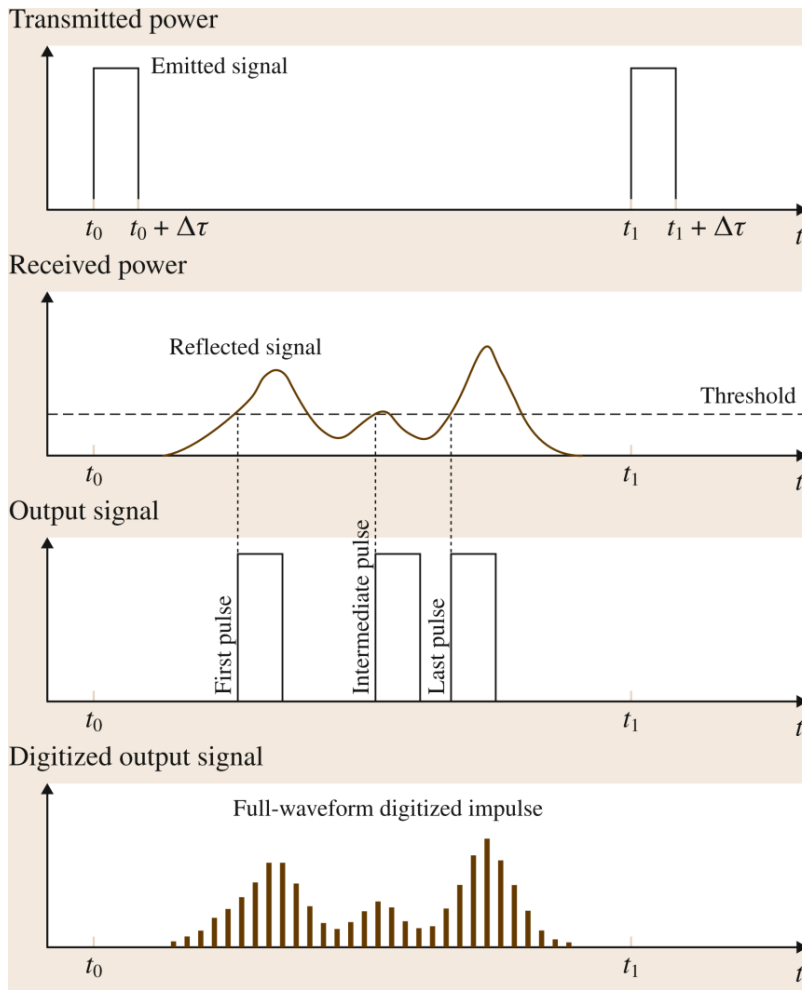 Transmitted power
Emitted signal
t₀
t₀ + Δτ
t₁
t₁ + Δτ
t
Received power
Reflected signal
Threshold
t₀
t₁
t
Output signal
First pulse
Intermediate pulse
Last pulse
t₀
t₁
t
Digitized output signal
Full-waveform digitized impulse
t₀
t₁
t